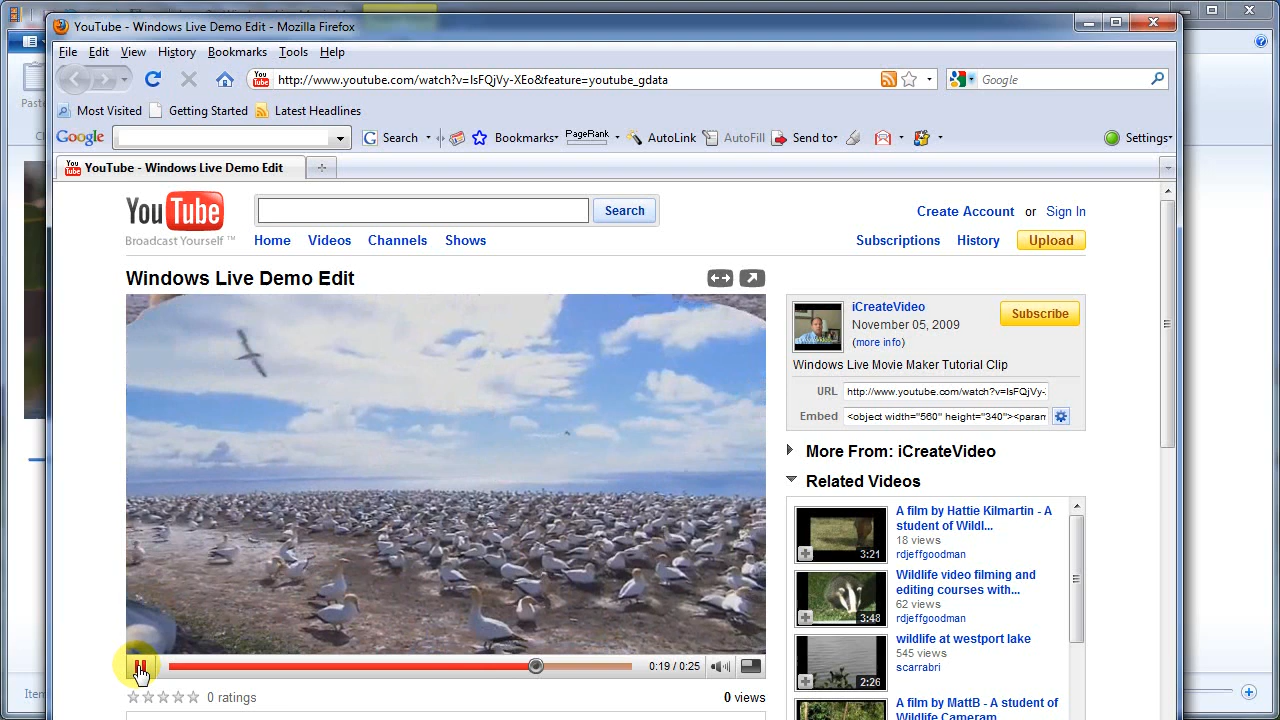 YouTube - Windows Live Demo Edit - Mozilla Firefox
File Edit View History Bookmarks Tools Help
http://www.youtube.com/watch?v=IsFQjVy-XEo&feature=youtube_gdata
Google
Most Visited Getting Started Latest Headlines
Google Search Bookmarks PageRank AutoLink AutoFill Send to Settings
YouTube - Windows Live Demo Edit
YouTube
Search
Create Account or Sign In
Broadcast Yourself ™
Home Videos Channels Shows
Subscriptions History Upload
Windows Live Demo Edit
iCreateVideo
November 05, 2009
(more info)
Subscribe
Windows Live Movie Maker Tutorial Clip
URL http://www.youtube.com/watch?v=IsFQjVy-
Embed <object width="560" height="340"><param
More From: iCreateVideo
Related Videos
A film by Hattie Kilmartin - A
student of Wildl...
18 views
rdjeffgoodman
3:21
Wildlife video filming and
editing courses with...
62 views
rdjeffgoodman
3:48
wildlife at westport lake
545 views
scarrabri
2:26
A film by MattB - A student of
Wildlife Cameram
0:19 / 0:25
0 ratings
0 views
Paste
Item